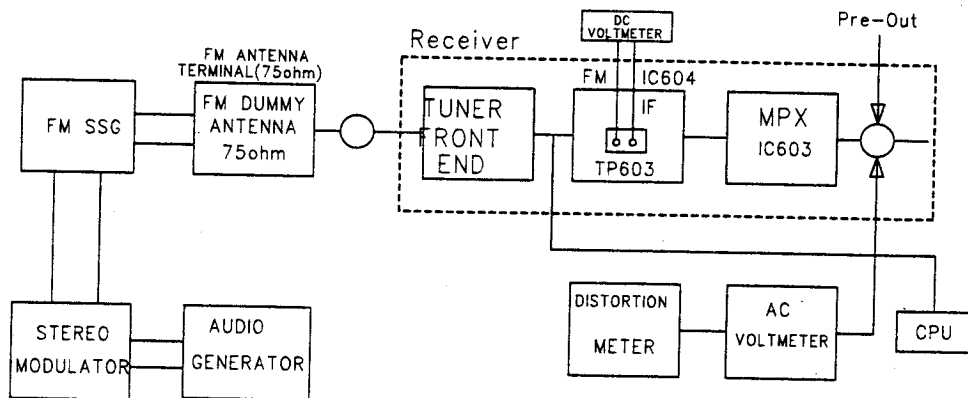 DC
VOLTMETER
Pre-Out
Receiver
FM ANTENNA
TERMINAL(75ohm)
FM IC604
FM SSG
FM DUMMY
ANTENNA
75ohm
TUNER
FRONT
END
IF
TP603
MPX
IC603
STEREO
MODULATOR
AUDIO
GENERATOR
DISTORTION
METER
AC
VOLTMETER
CPU